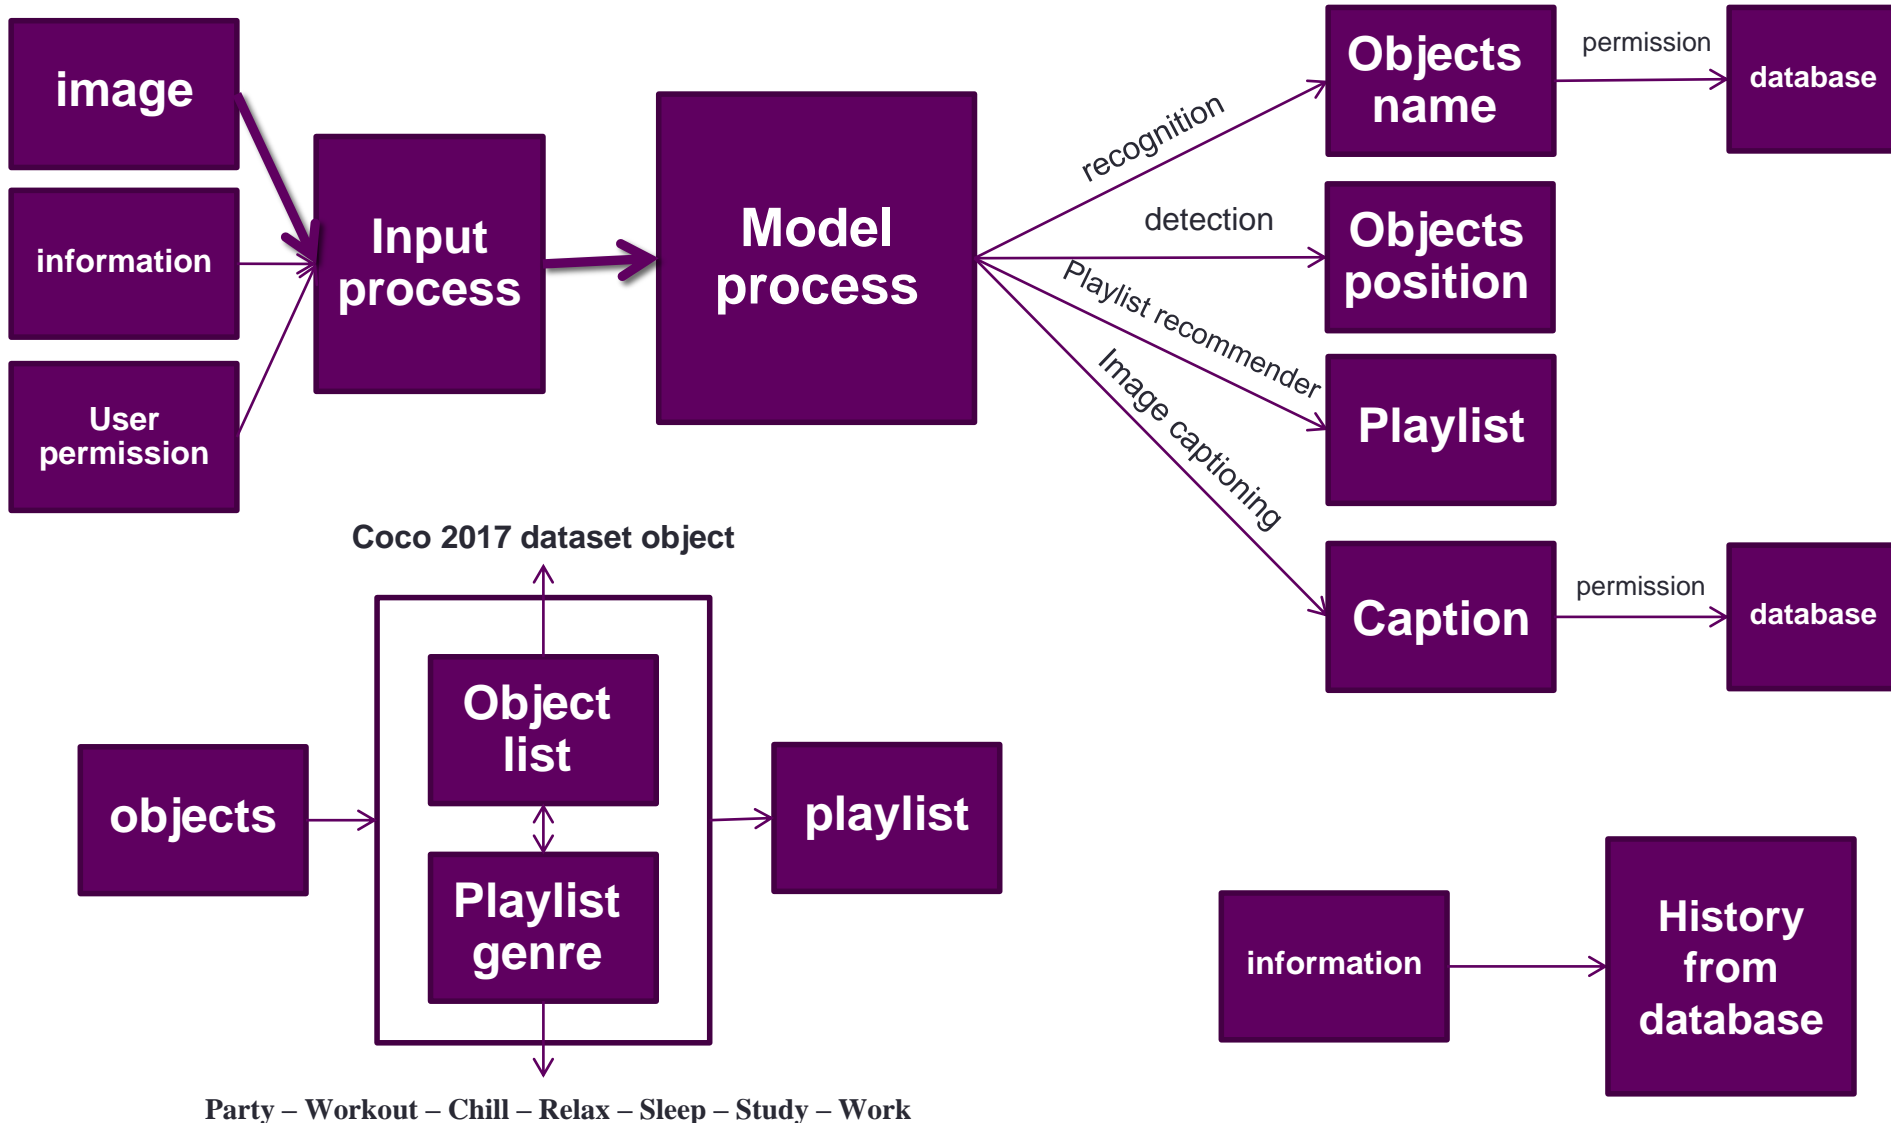 image
information
User
permission
Input
process
Model
process
recognition
detection
Playlist recommender
Image captioning
Objects
name
permission
database
Objects
position
Playlist
Caption
permission
database
Coco 2017 dataset object
objects
Object
list
Playlist
genre
playlist
Party – Workout – Chill – Relax – Sleep – Study – Work
information
History
from
database